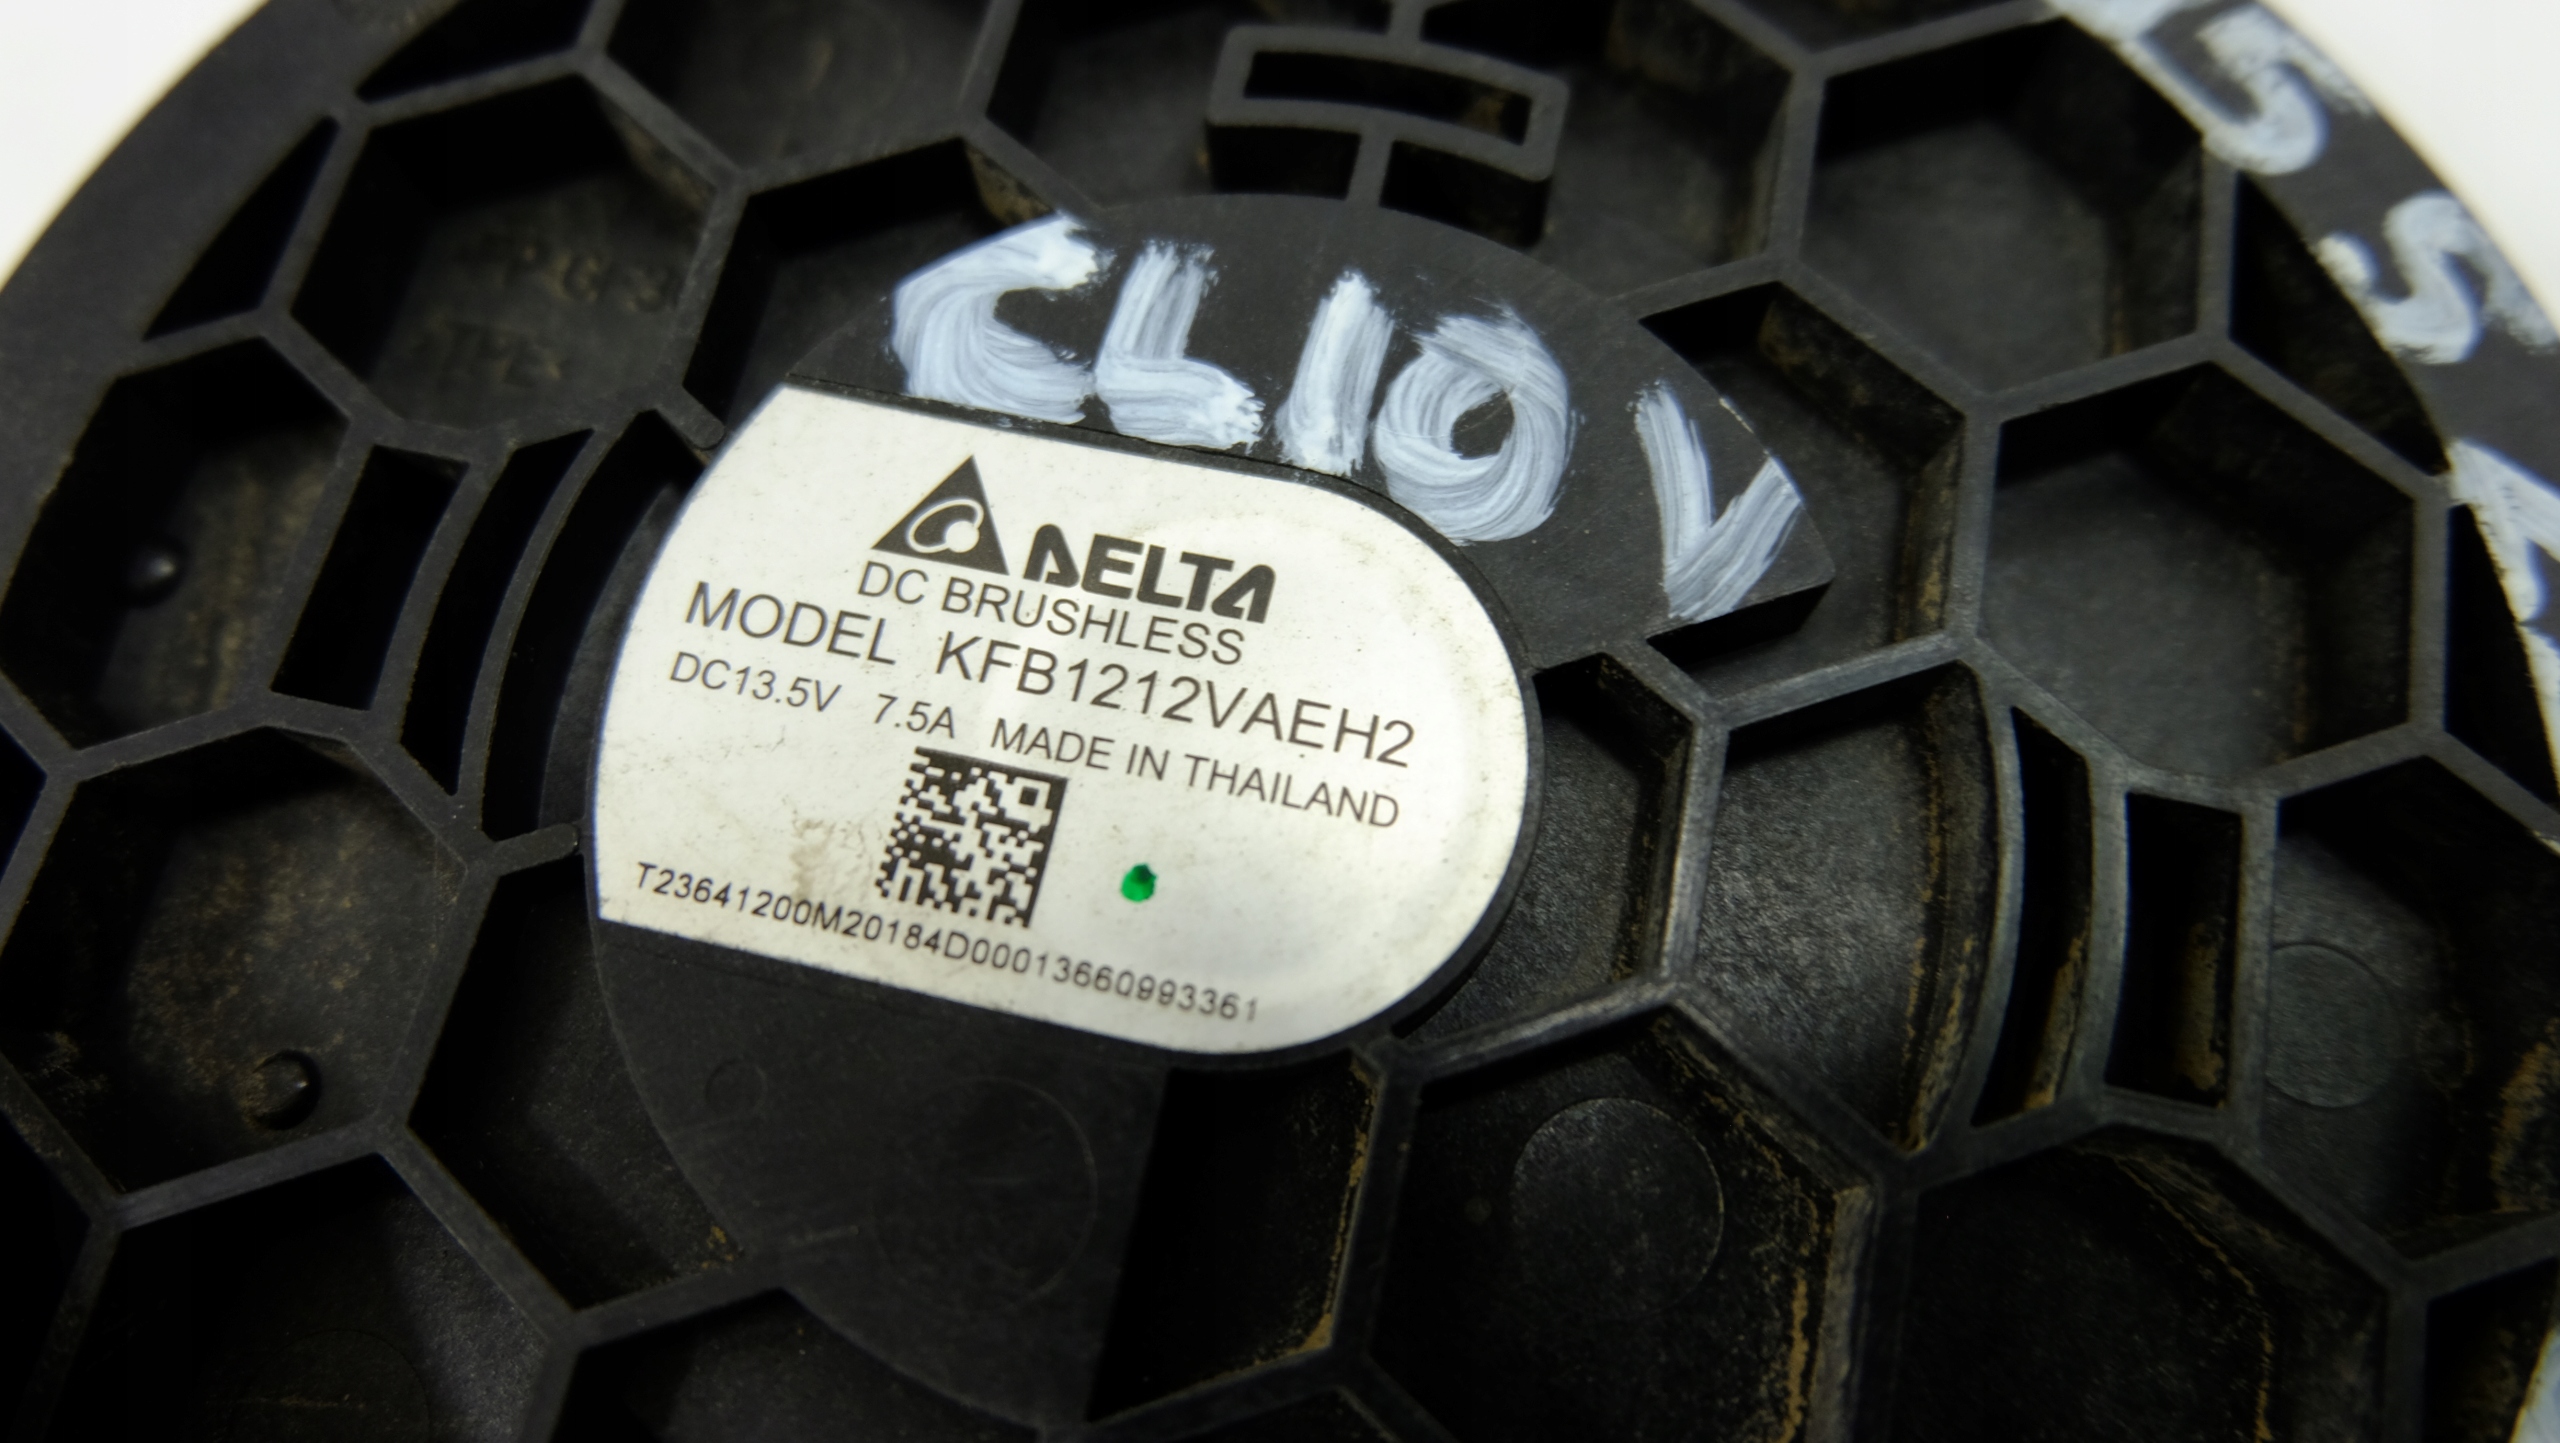 CLIO V
DELTA
DC BRUSHLESS
MODEL KFB1212VAEH2
DC13.5V 7.5A MADE IN THAILAND
T23641200M20184D00013660993361